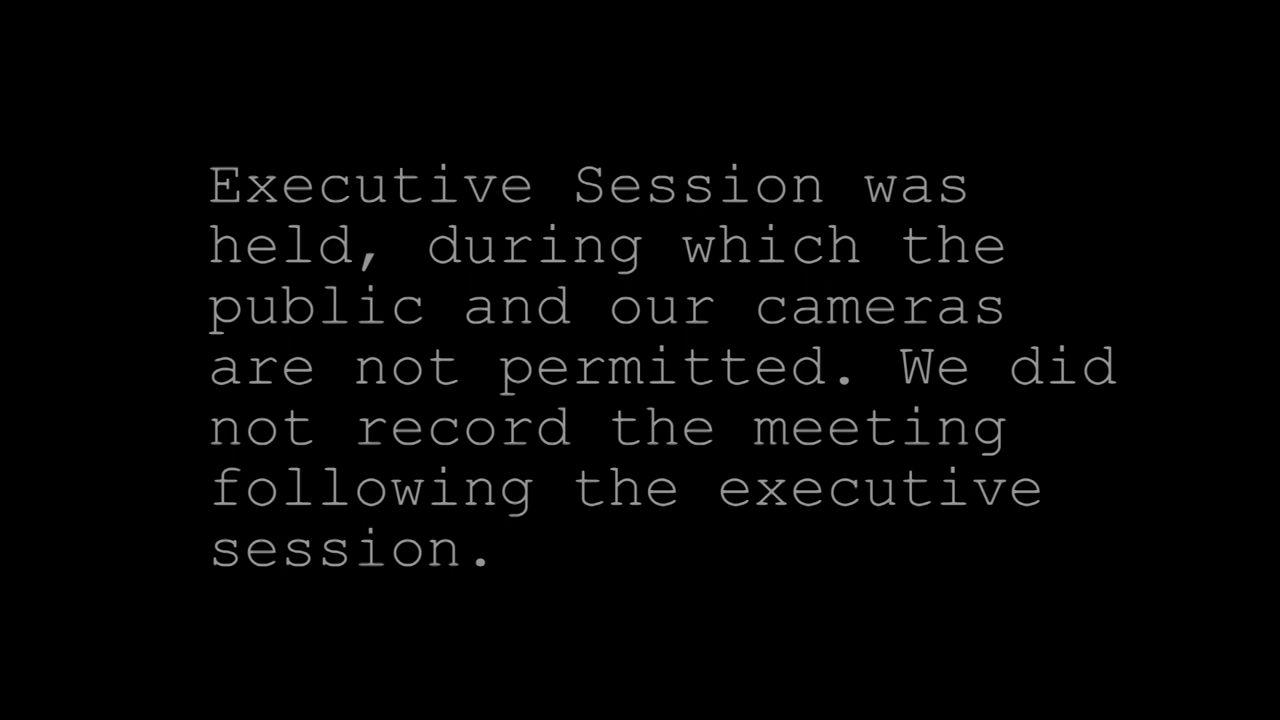 Executive Session was
held, during which the
public and our cameras
are not permitted. We did
not record the meeting
following the executive
session.